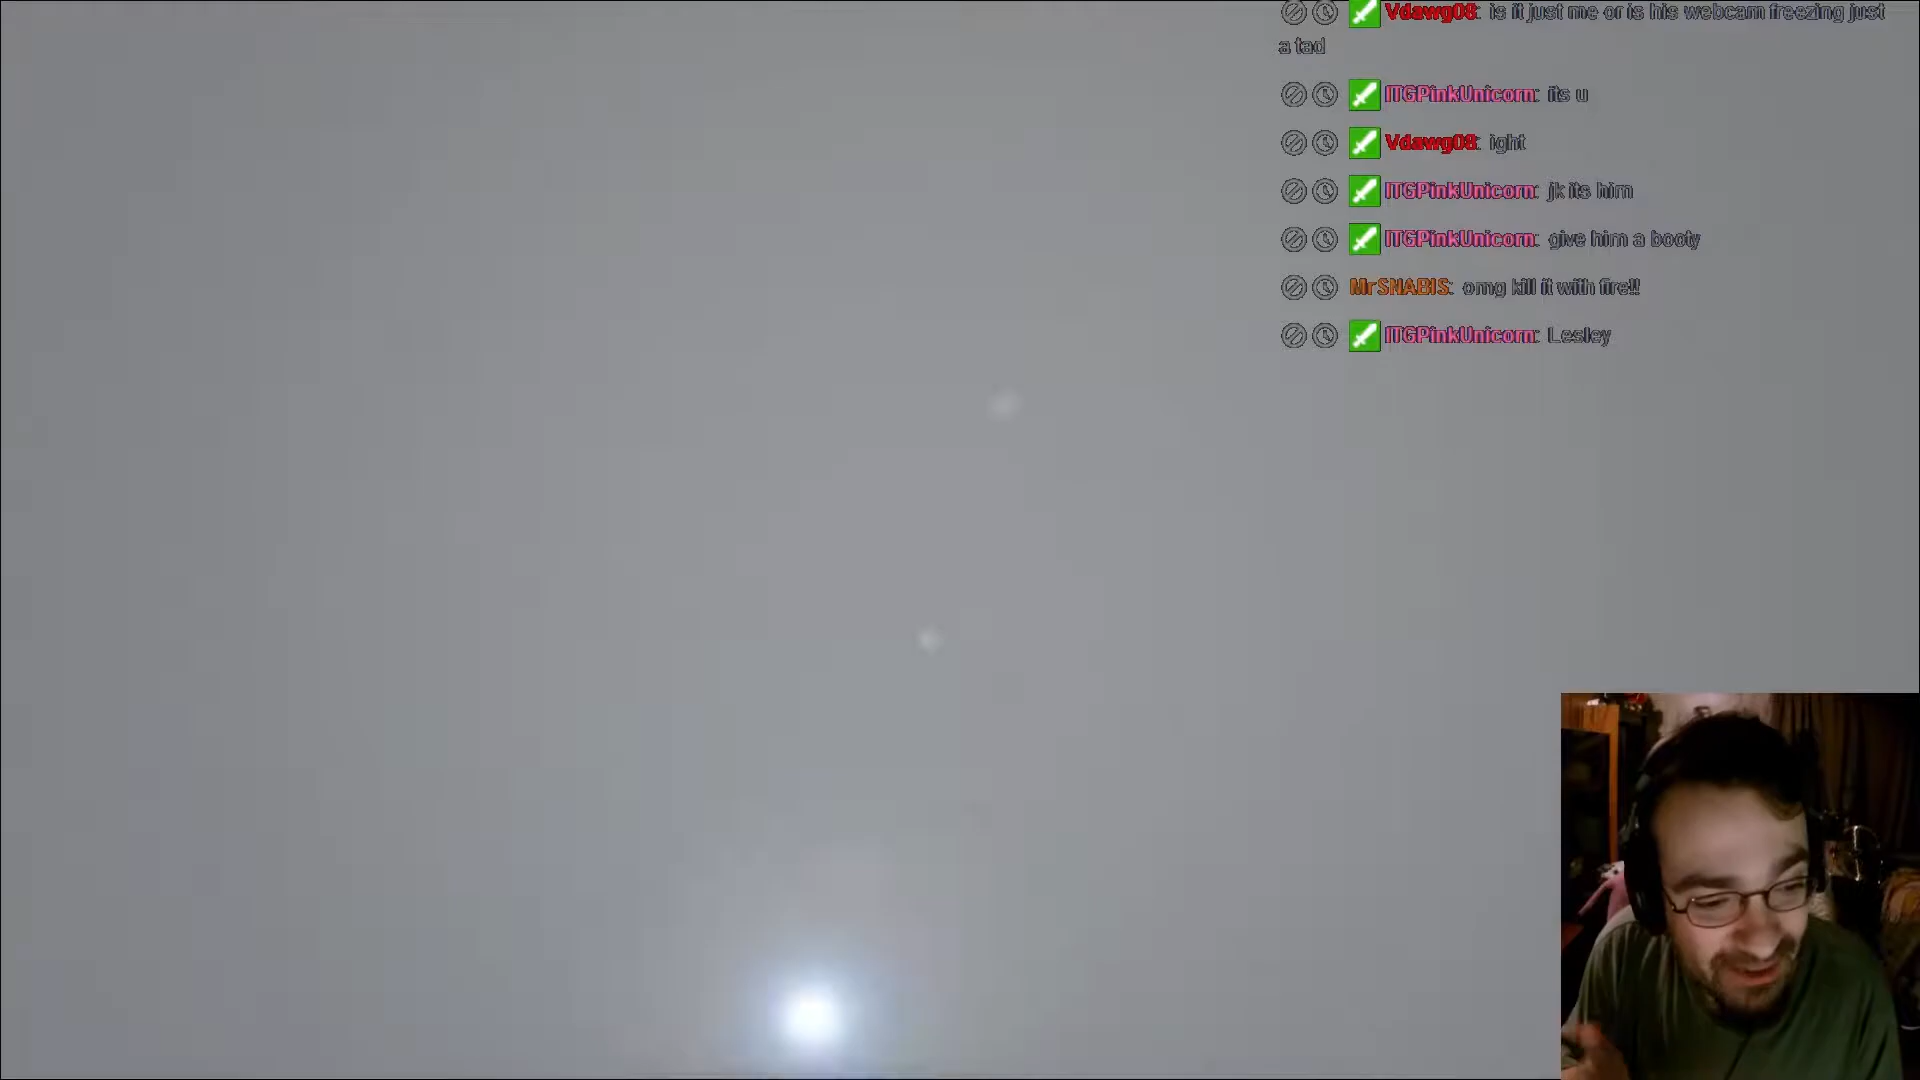 Vdawg08: is it just me or is his webcam freezing just
a tad
ITGPinkUnicorn: its u
Vdawg08: ight
ITGPinkUnicorn: jk its him
ITGPinkUnicorn: give him a booty
MrSNABIS: omg kill it with fire!!
ITGPinkUnicorn: Lesley